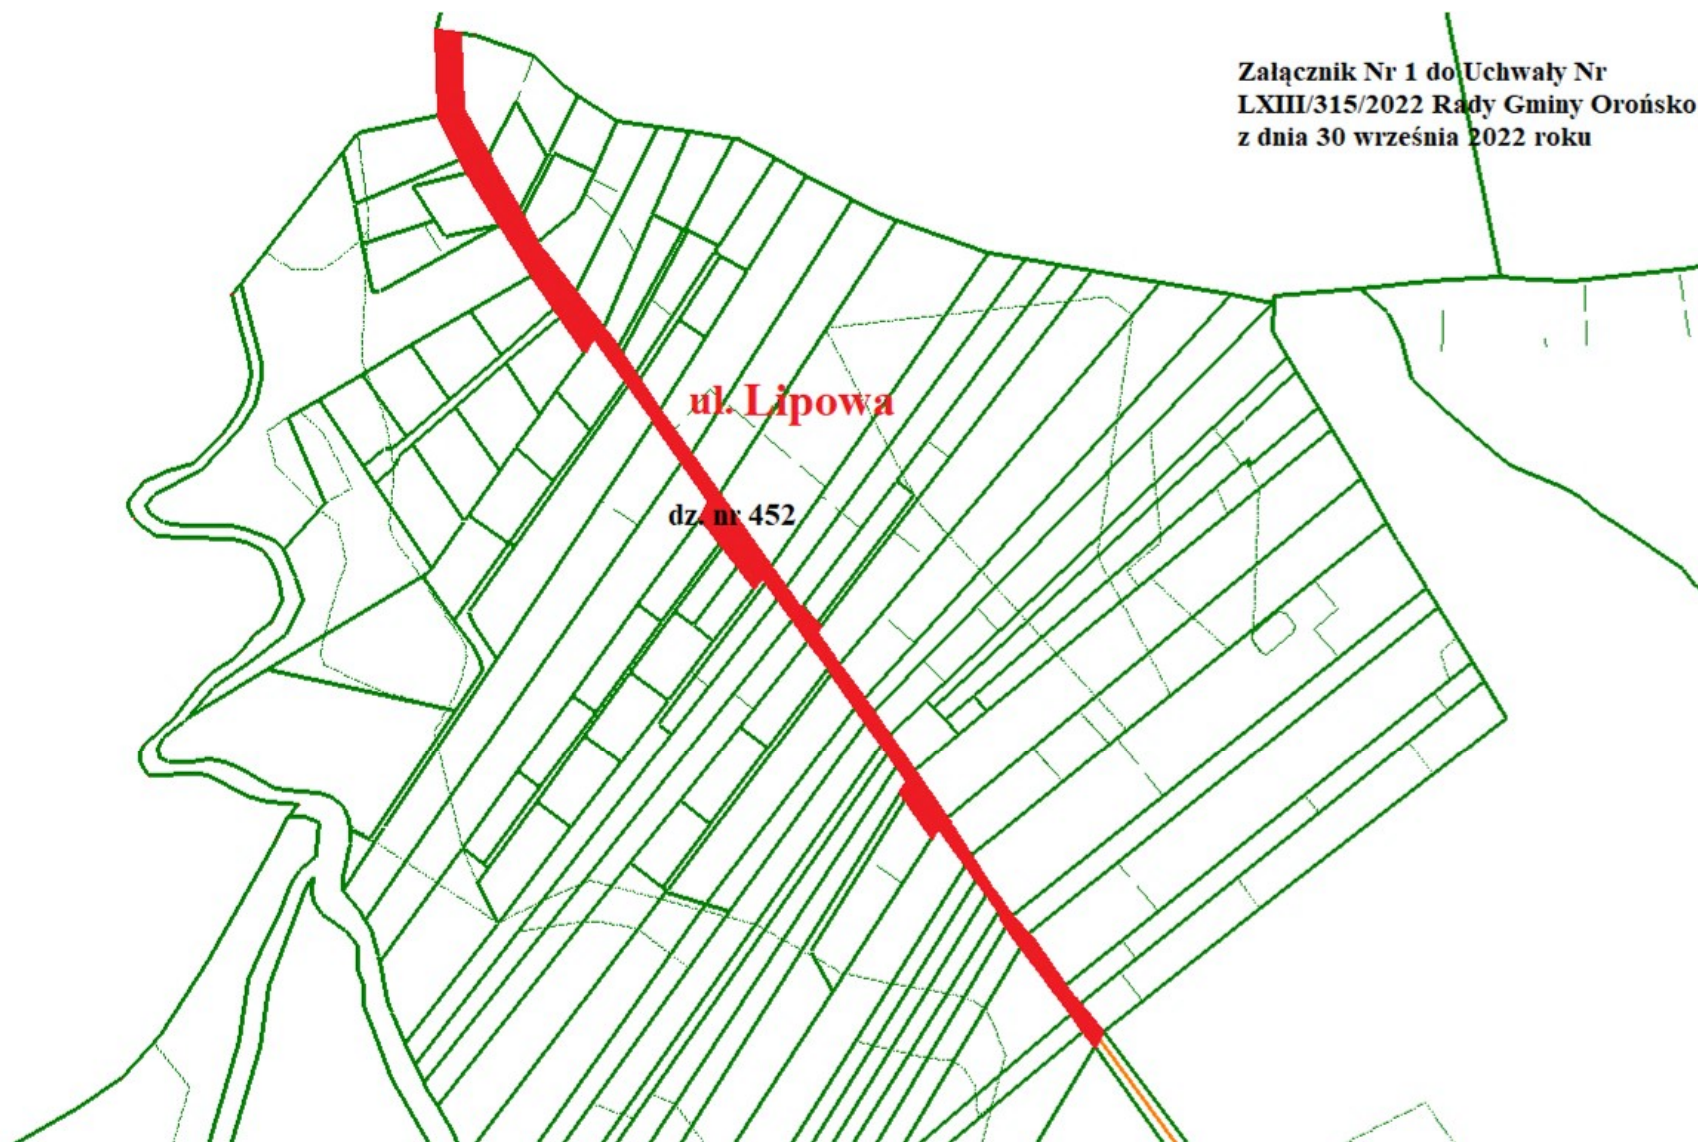 Załącznik Nr 1 do Uchwały Nr
LXIII/315/2022 Rady Gminy Orońsko
z dnia 30 września 2022 roku
ul. Lipowa
dz. nr 452